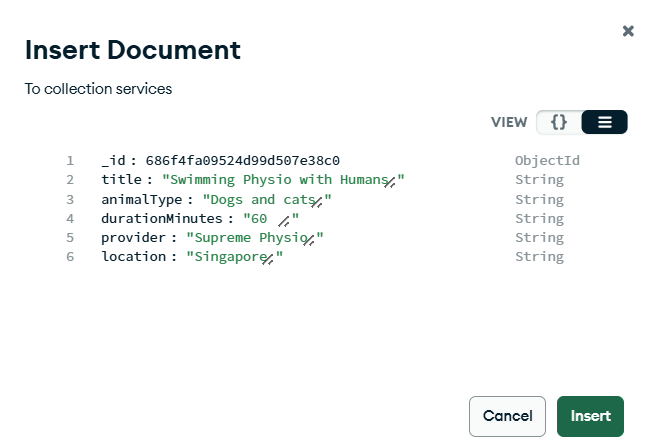 Insert Document
To collection services
VIEW {}
1 _id : 686f4fa09524d99d507e38c0 ObjectId
2 title : "Swimming Physio with Humans" String
3 animalType : "Dogs and cats" String
4 durationMinutes : "60 " String
5 provider : "Supreme Physio" String
6 location : "Singapore" String
Cancel Insert